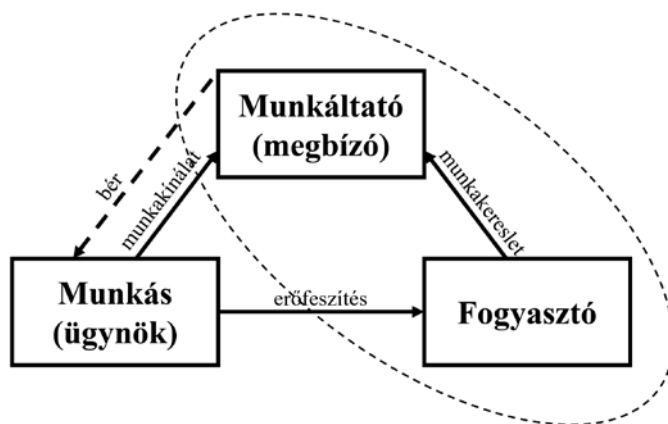 Munkáltató
(megbízó)
bér
munkakínálat
munkakereslet
Munkás
(ügynök)
erőfeszítés
Fogyasztó